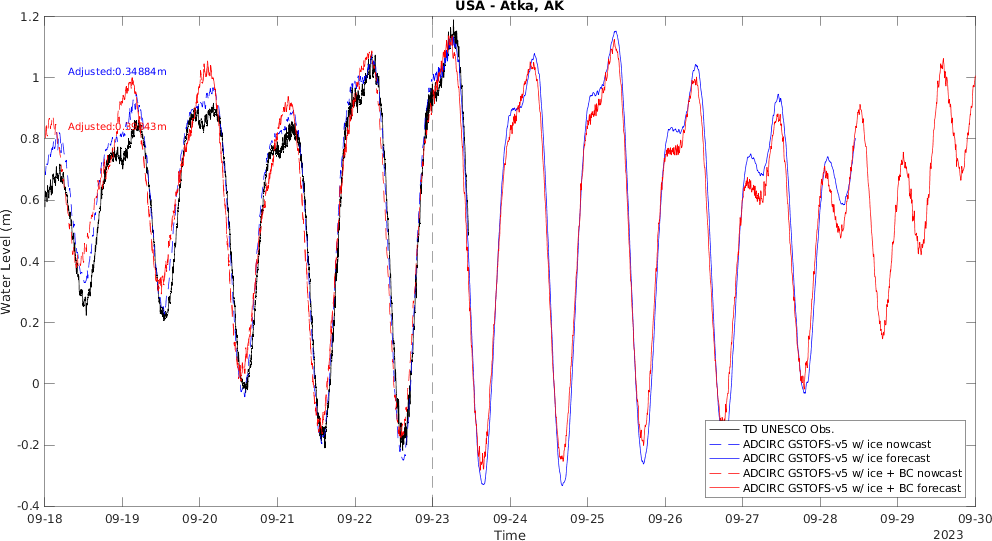 USA - Atka, AK
Adjusted:0.34884m
Water Level (m)
1.2
1
0.8
0.6
0.4
0.2
0
-0.2
-0.4
TD UNESCO Obs.
ADCIRC GSTOFS-v5 w/ ice nowcast
ADCIRC GSTOFS-v5 w/ ice forecast
ADCIRC GSTOFS-v5 w/ ice + BC nowcast
ADCIRC GSTOFS-v5 w/ ice + BC forecast
09-18 09-19 09-20 09-21 09-22 09-23 09-24 09-25 09-26 09-27 09-28 09-29 09-30
Time
2023